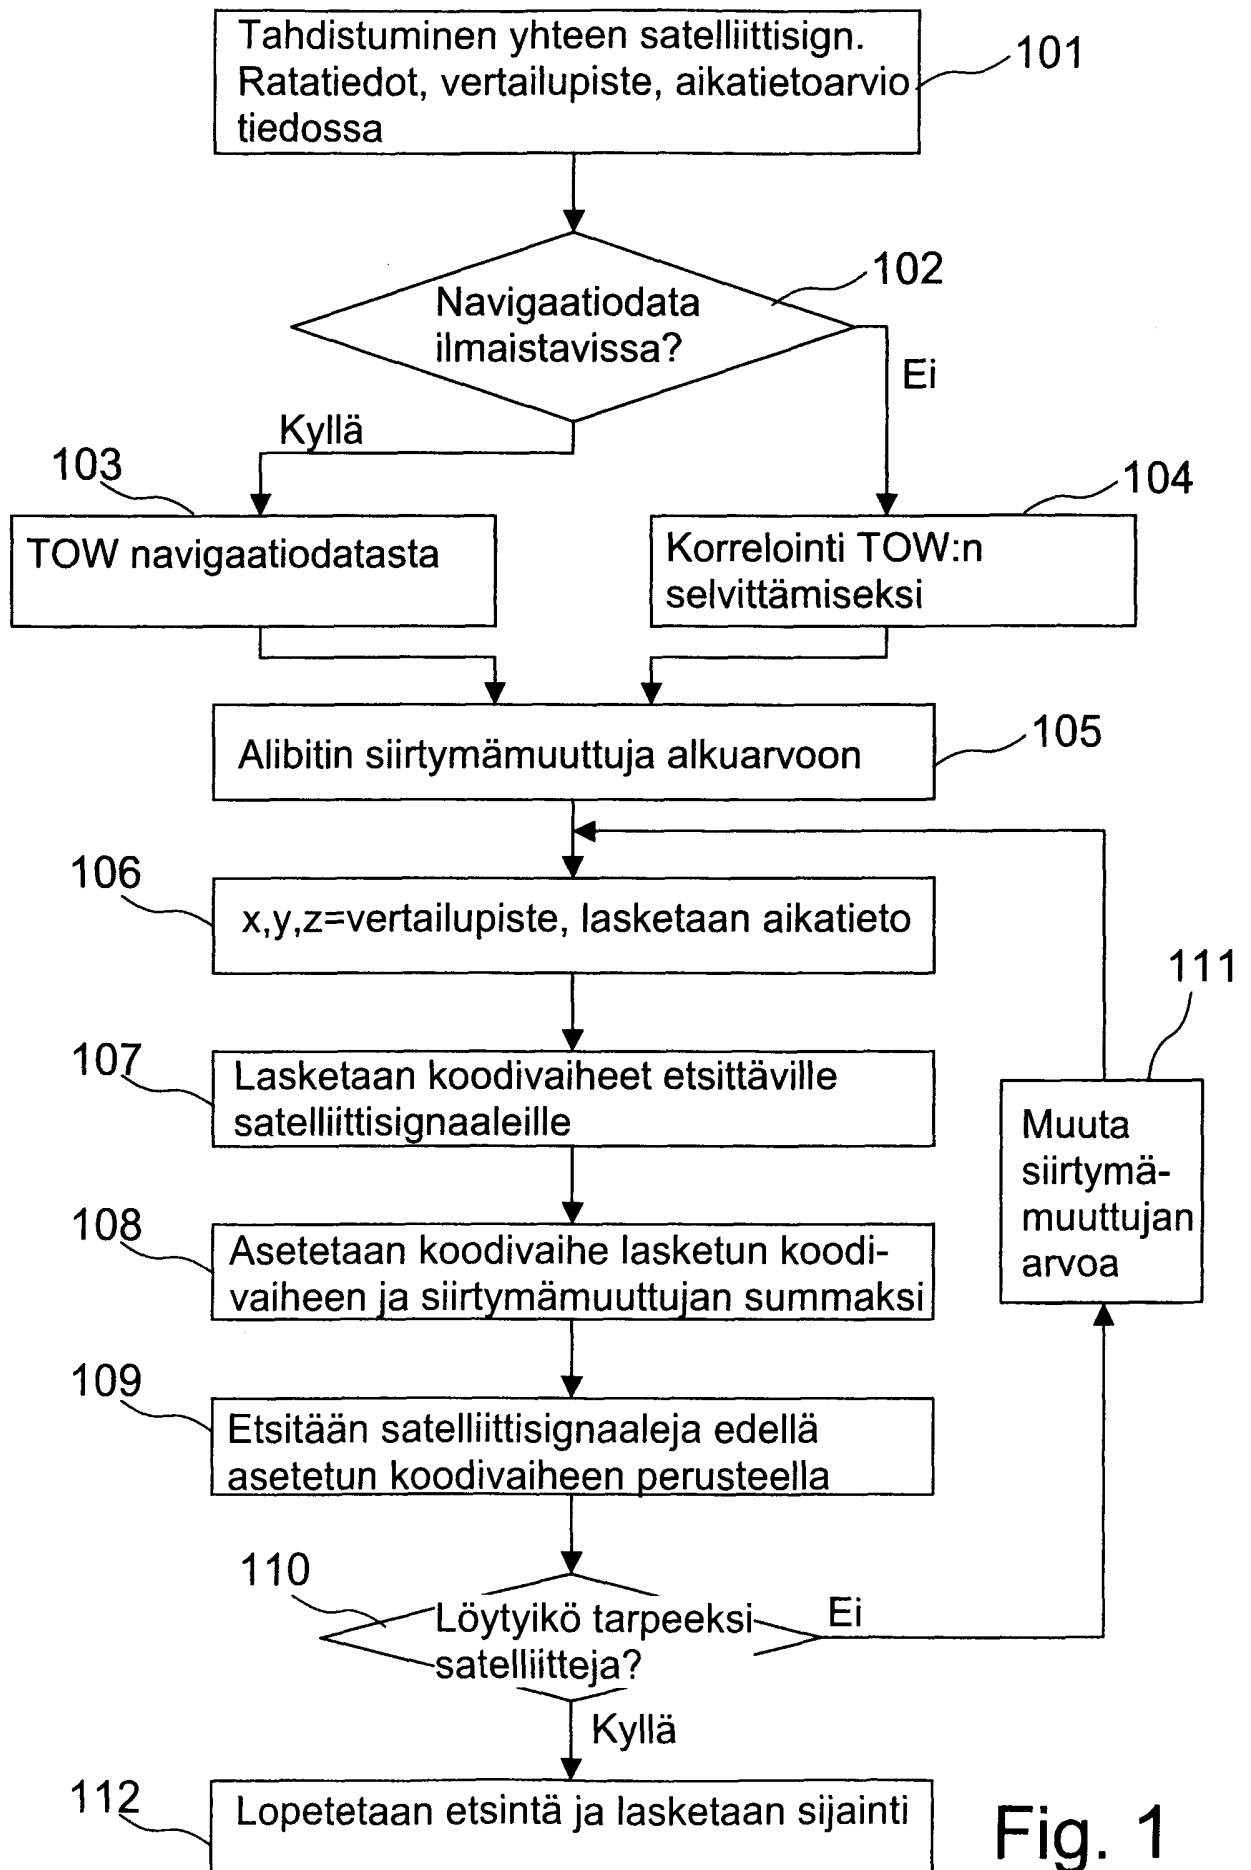 Tahdistuminen yhteen satelliittisign.
Ratatiedot, vertailupiste, aikatietoarvio
tiedossa
101
Navigaatiodata
ilmaistavissa?
102
Ei
Kyllä
103
TOW navigaatiodatasta
104
Korrelointi TOW:n
selvittämiseksi
Alibitin siirtymämuuttuja alkuarvoon
105
106
x,y,z=vertailupiste, lasketaan aikatieto
107
Lasketaan koodivaiheet etsittäville
satelliittisignaaleille
111
Muuta
siirtymä-
muuttujan
arvoa
108
Asetetaan koodivaihe lasketun koodi-
vaiheen ja siirtymämuuttujan summaksi
109
Etsitään satelliittisignaaleja edellä
asetetun koodivaiheen perusteella
110
Löytyikö tarpeeksi
satelliitteja?
Ei
Kyllä
112
Lopetetaan etsintä ja lasketaan sijainti
Fig. 1